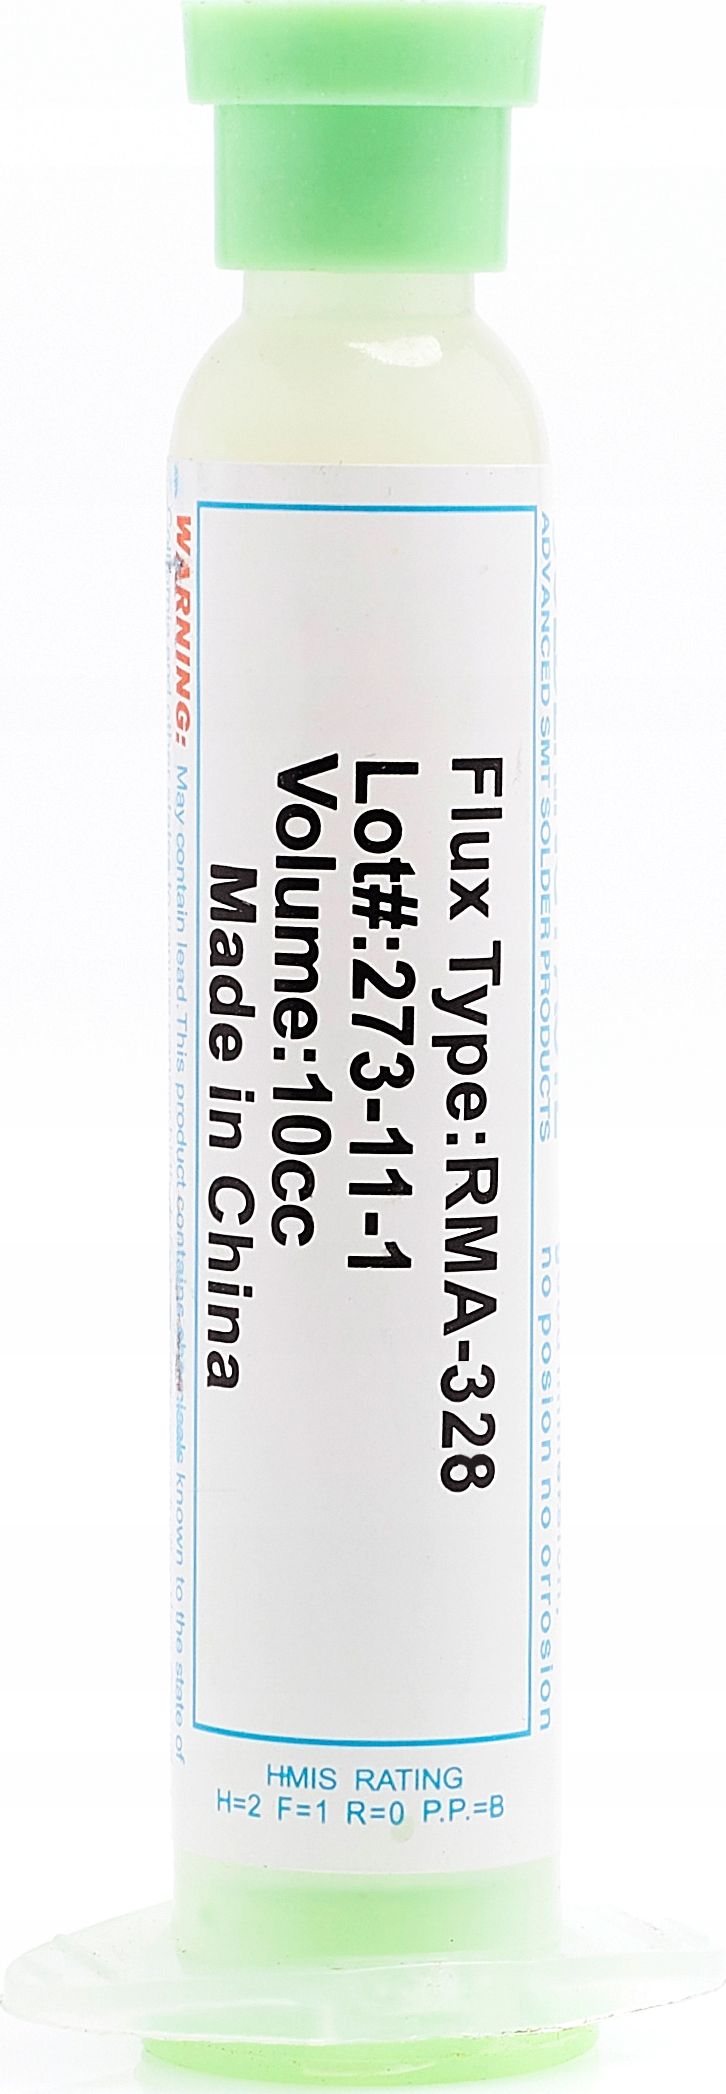 ADVANCED SMT SOLDER PRODUCTS
no posion no orrosion
Flux Type:RMA-328
Lot#:273-11-1
Volume:10cc
Made in China
WARNING: May contain lead.This product contains chemicals known to the state of
HMIS RATING
H=2 F=1 R=0 P.P.=B